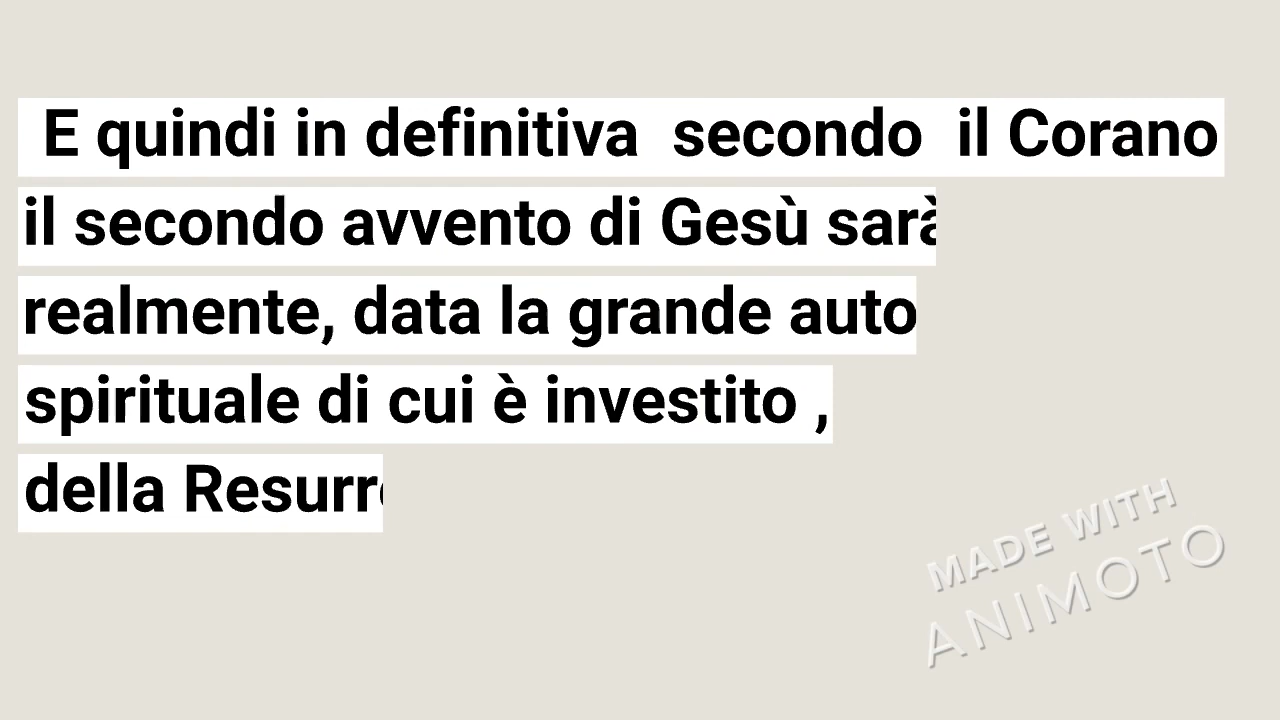 E quindi in definitiva secondo il Corano
il secondo avvento di Gesù sarà
realmente, data la grande auto
spirituale di cui è investito ,
della Resurr
MADE WITH
ANIMOTO